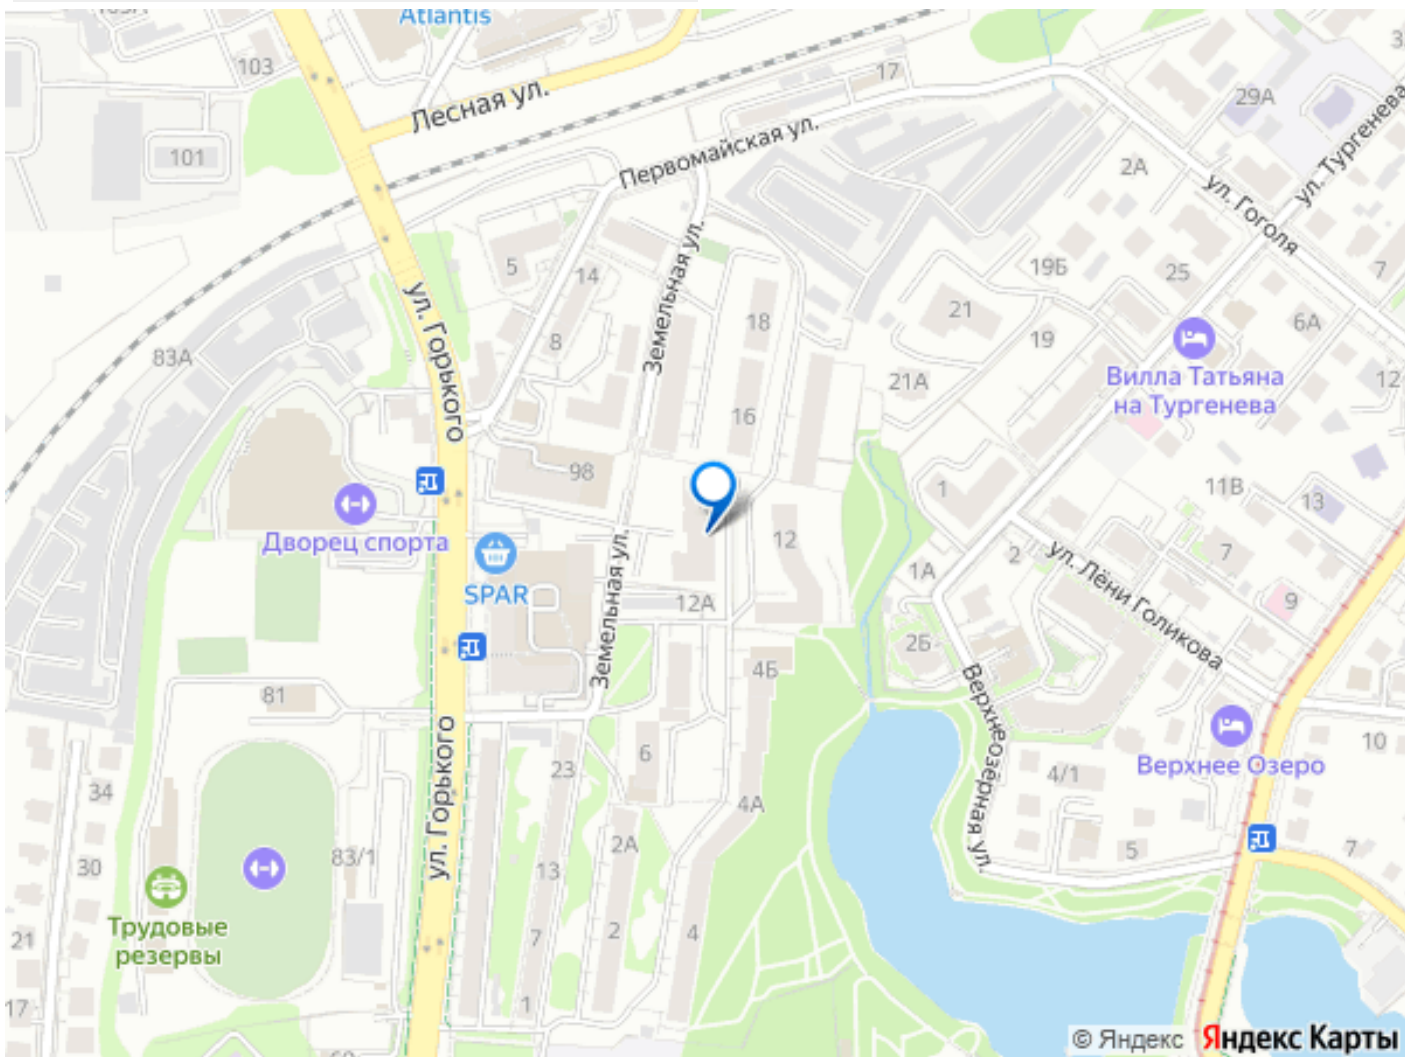 Atlantis
103А
103
Лесная ул.
101
17
Первомайская ул.
29А
2А
ул. Тургенева
ул. Гоголя
5
14
8
Земельная ул.
18
19Б
25
7
21
19
6А
83А
ул. Горького
16
21А
Вилла Татьяна
на Тургенева
12
98
1
11В
13
Дворец спорта
SPAR
12
Земельная ул.
12А
1А
2
ул. Лёни Голикова
7
9
2Б
4Б
81
Верхнеозёрная ул.
ул. Горького
6
23
Верхнее Озеро
10
34
4А
4/1
2А
83/1
13
5
7
30
Трудовые
резервы
21
7
2
4
17
1
© Яндекс Яндекс Карты